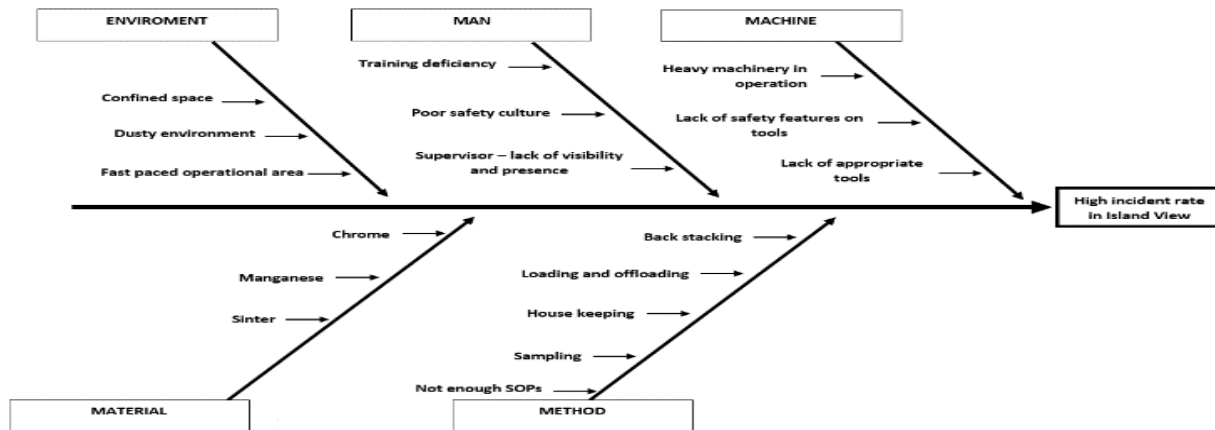 ENVIROMENT
MAN
MACHINE
Confined space
Dusty environment
Fast paced operational area
Training deficiency
Poor safety culture
Supervisor – lack of visibility
and presence
Heavy machinery in
operation
Lack of safety features on
tools
Lack of appropriate
tools
High incident rate
in Island View
Chrome
Manganese
Sinter
Back stacking
Loading and offloading
House keeping
Sampling
Not enough SOPs
MATERIAL
METHOD